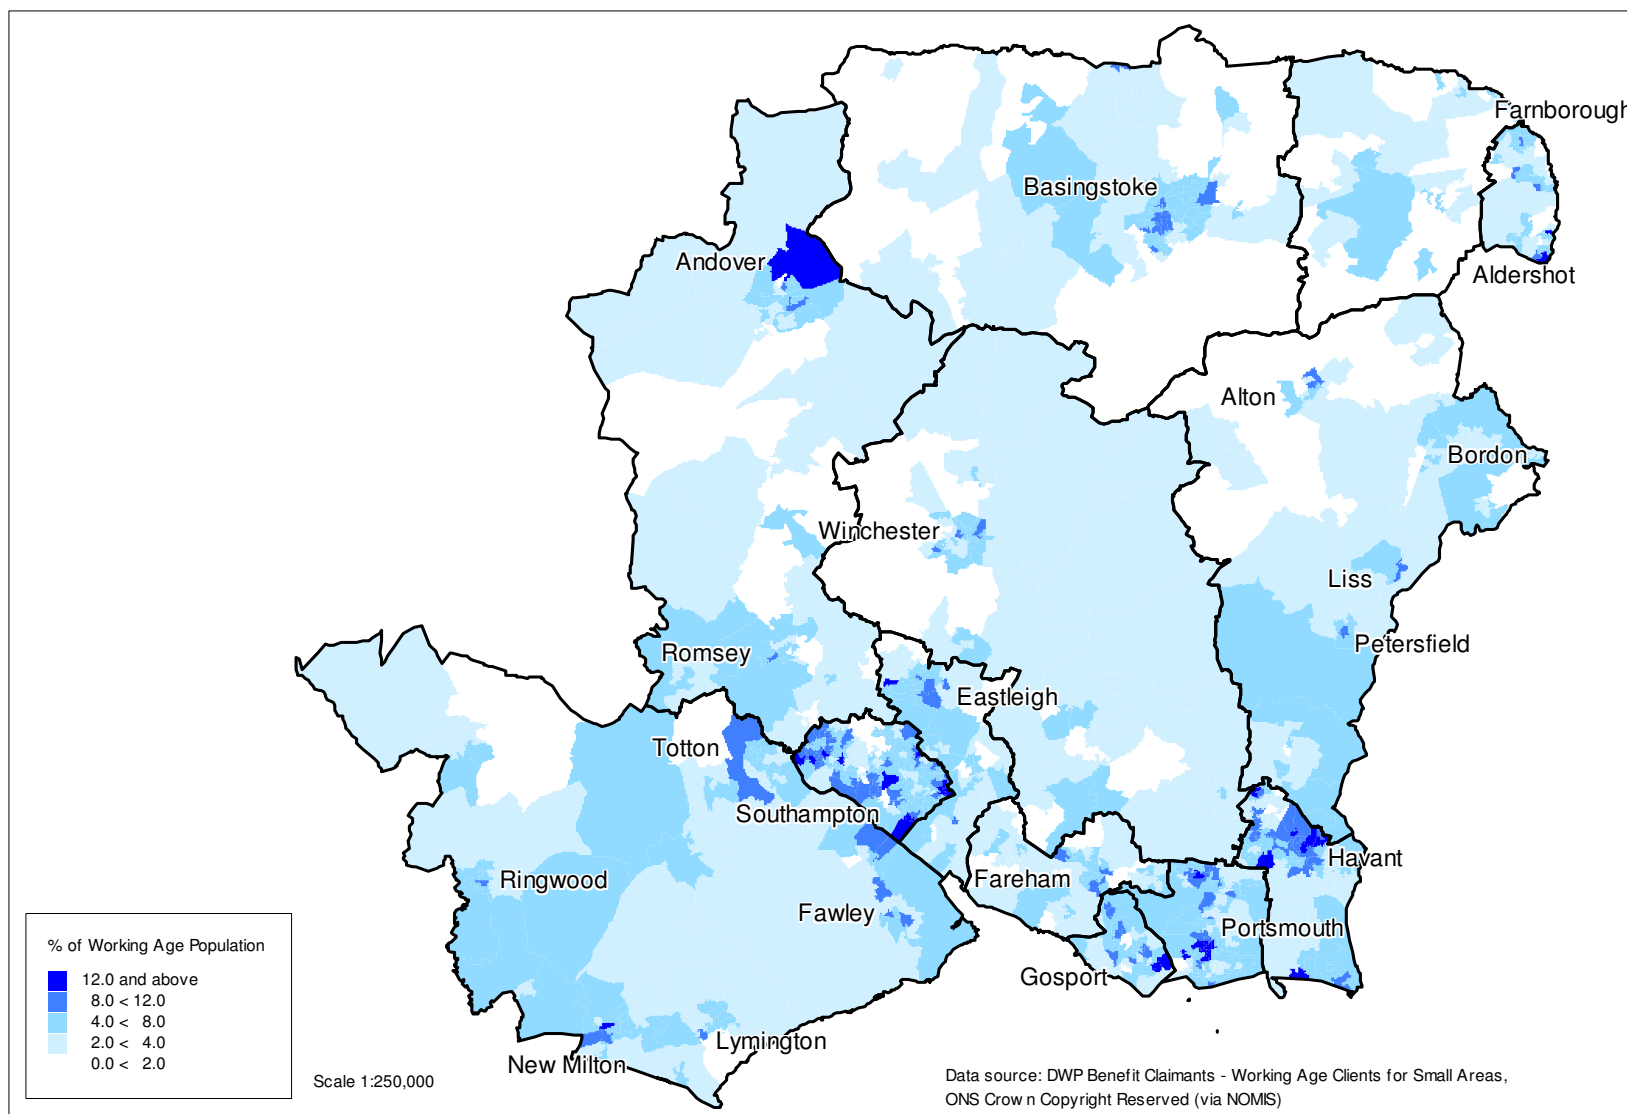 Farnborough
Basingstoke
Andover
Aldershot
Alton
Bordon
Winchester
Liss
Petersfield
Romsey
Eastleigh
Totton
Southampton
Havant
Ringwood
Fareham
Fawley
Portsmouth
Gosport
Lymington
New Milton
% of Working Age Population
12.0 and above
8.0 < 12.0
4.0 < 8.0
2.0 < 4.0
0.0 < 2.0
Scale 1:250,000
Data source: DWP Benefit Claimants - Working Age Clients for Small Areas,
ONS Crown Copyright Reserved (via NOMIS)